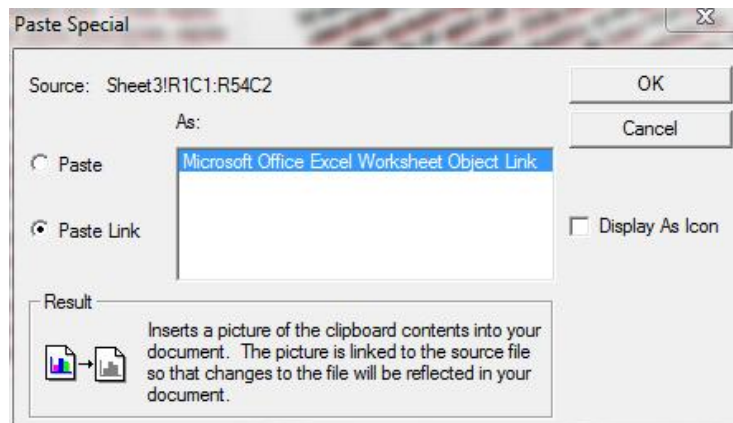 Paste Special
Source: Sheet3!R1C1:R54C2
OK
As:
Cancel
Paste
Microsoft Office Excel Worksheet Object Link
Paste Link
Display As Icon
Result
Inserts a picture of the clipboard contents into your
document. The picture is linked to the source file
so that changes to the file will be reflected in your
document.